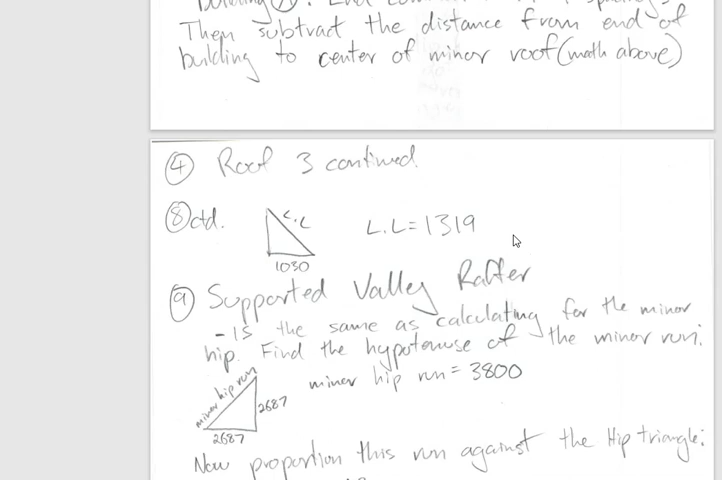 Then subtract the distance from end of
building to center of minor roof (math above)
④ Roof 3 continued.
⑧ctd.
L.L
L.L = 1319
1030
⑨ Supported Valley Rafter
- Is the same as calculating for the minor
hip. Find the hypotenuse of the minor run:
minor hip run
minor hip run = 3800
2687
2687
Now proportion this run against the Hip triangle: